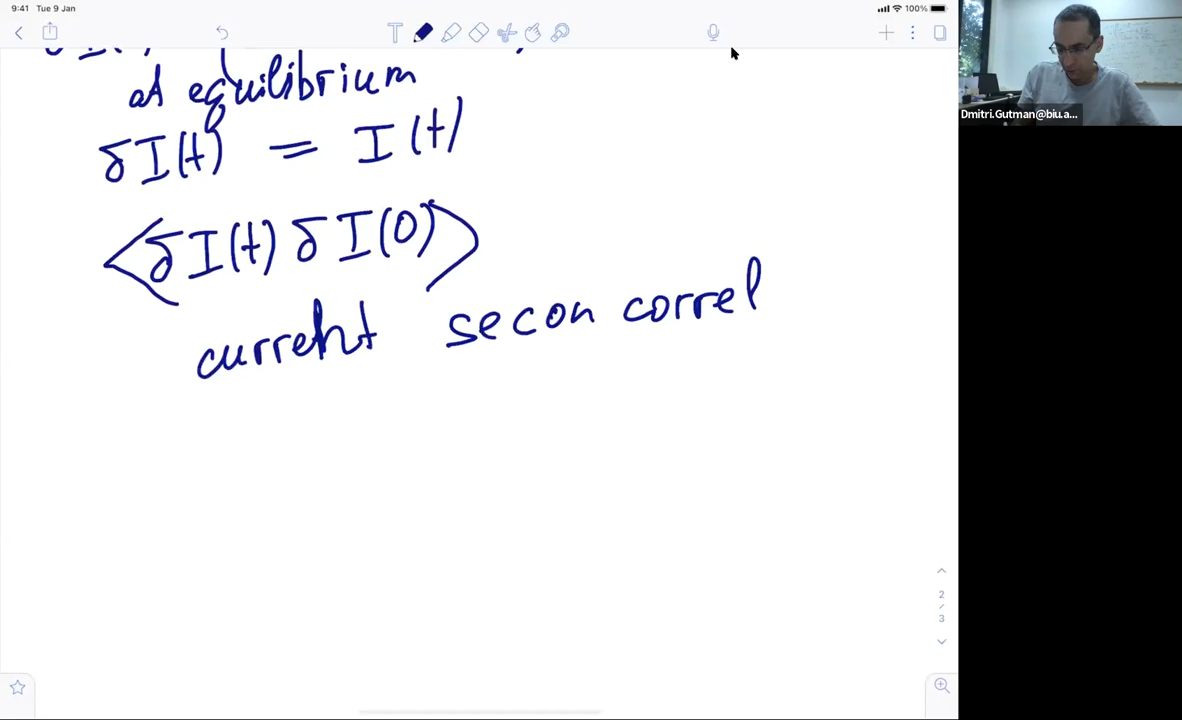 9:41 Tue 9 Jan 100%
at equilibrium
δI(t) = I(t)
<δI(t) δI(0)>
current secon correl
2
/
3
Dmitri.Gutman@biu.a...